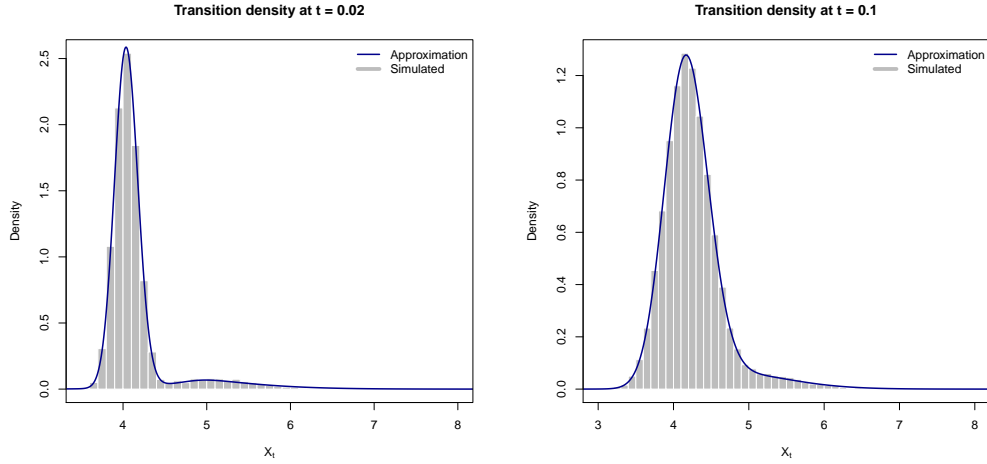 Transition density at t = 0.02
Density
0.0
0.5
1.0
1.5
2.0
2.5
Approximation
Simulated
4
5
6
7
8
Xt
Transition density at t = 0.1
Density
0.0
0.2
0.4
0.6
0.8
1.0
1.2
Approximation
Simulated
3
4
5
6
7
8
Xt